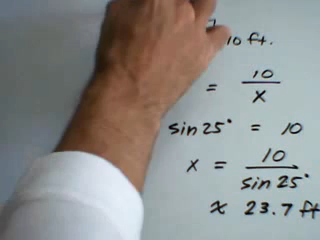 10 ft.
= 10/x
sin 25° = 10
x = 10/sin 25°
≈ 23.7 ft